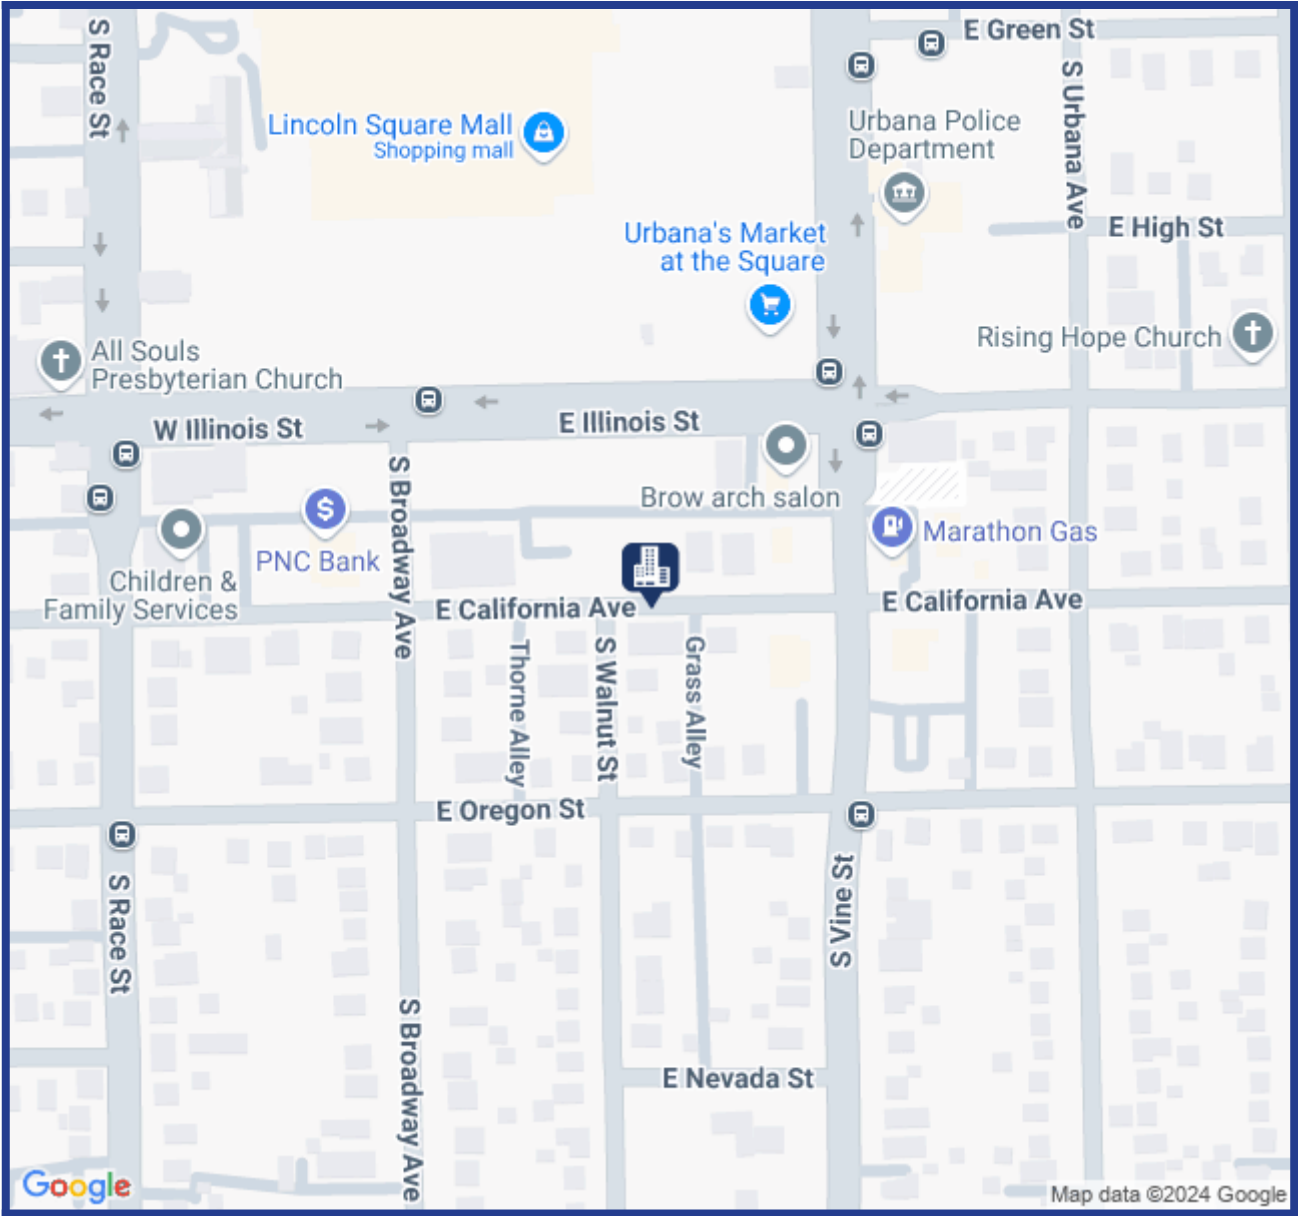 E Green St
S Race St
S Urbana Ave
Lincoln Square Mall
Shopping mall
Urbana Police
Department
E High St
Urbana's Market
at the Square
Rising Hope Church
All Souls
Presbyterian Church
W Illinois St
E Illinois St
S Broadway Ave
Brow arch salon
PNC Bank
$
Marathon Gas
Children &
Family Services
E California Ave
E California Ave
Thorne Alley
S Walnut St
Grass Alley
E Oregon St
S Race St
S Vine St
S Broadway Ave
E Nevada St
Google
Map data ©2024 Google